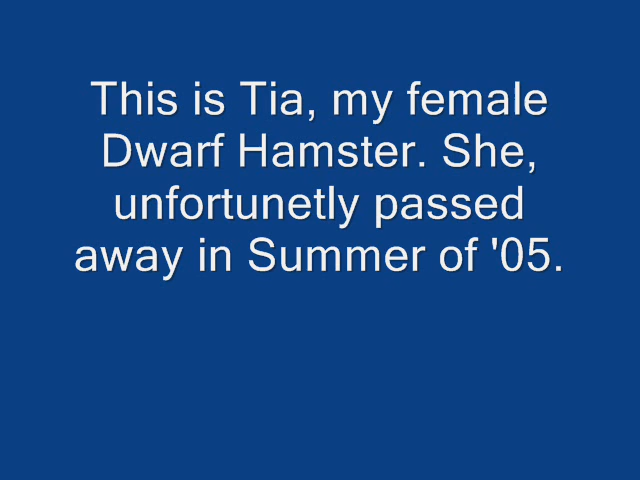 This is Tia, my female
Dwarf Hamster. She,
unfortunetly passed
away in Summer of '05.